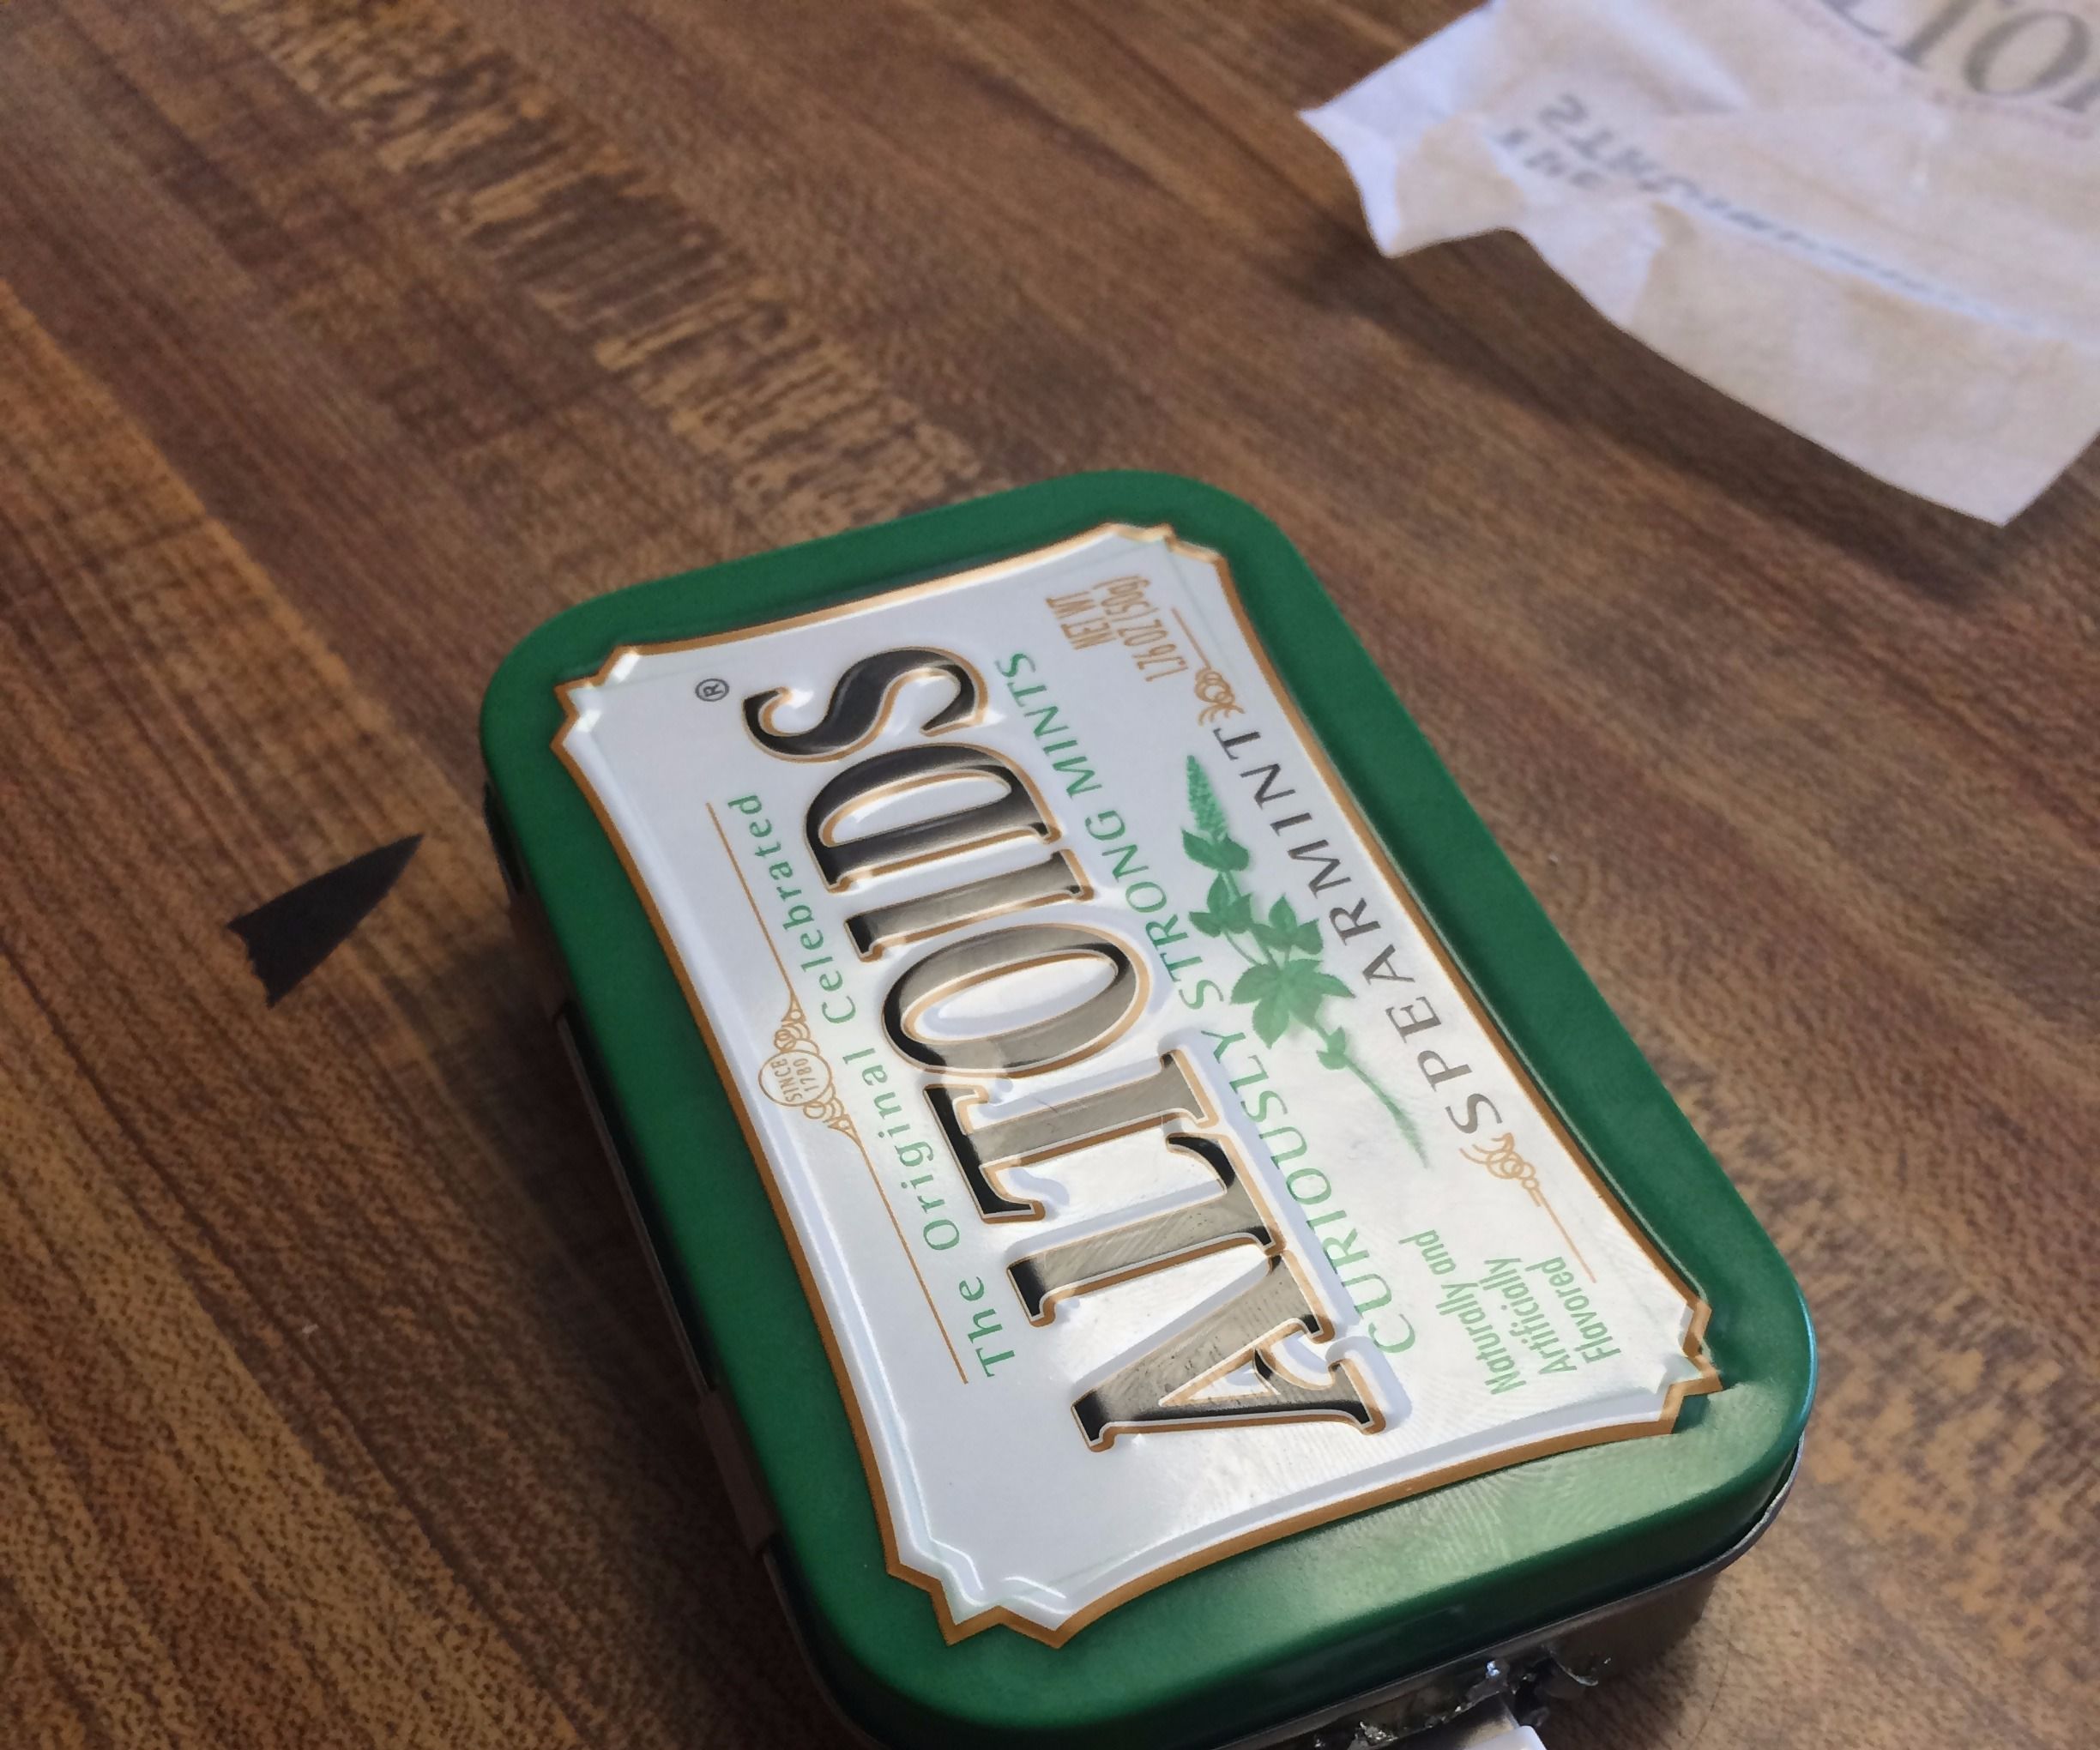 The Original Celebrated
SINCE
1780
ALTOIDS®
CURIOUSLY STRONG MINTS
Naturally and
Artificially
Flavored
SPEARMINT
NET WT
1.76 OZ (50g)
THE